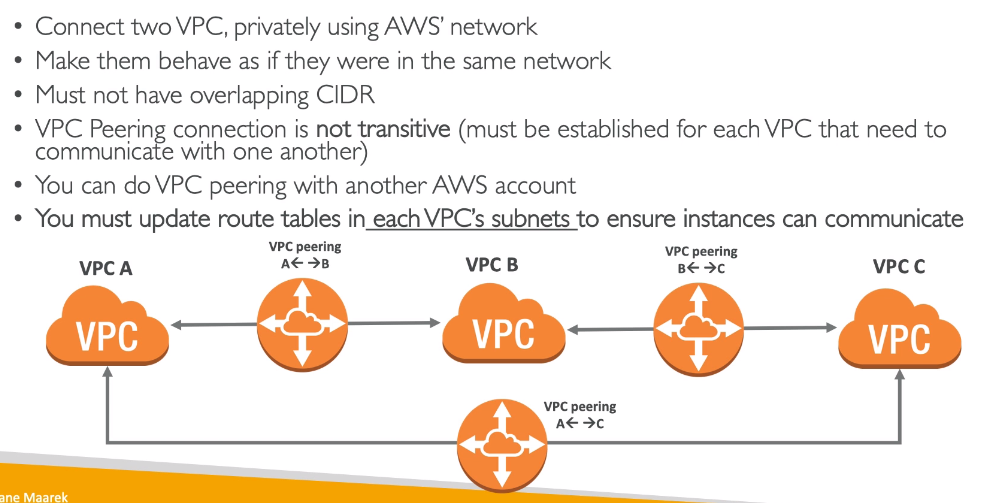 • Connect two VPC, privately using AWS’ network
• Make them behave as if they were in the same network
• Must not have overlapping CIDR
• VPC Peering connection is not transitive (must be established for each VPC that need to
communicate with one another)
• You can do VPC peering with another AWS account
• You must update route tables in each VPC’s subnets to ensure instances can communicate
VPC A
VPC peering
A← →B
VPC B
VPC peering
B← →C
VPC C
VPC
VPC
VPC
VPC peering
A← →C
ane Maarek